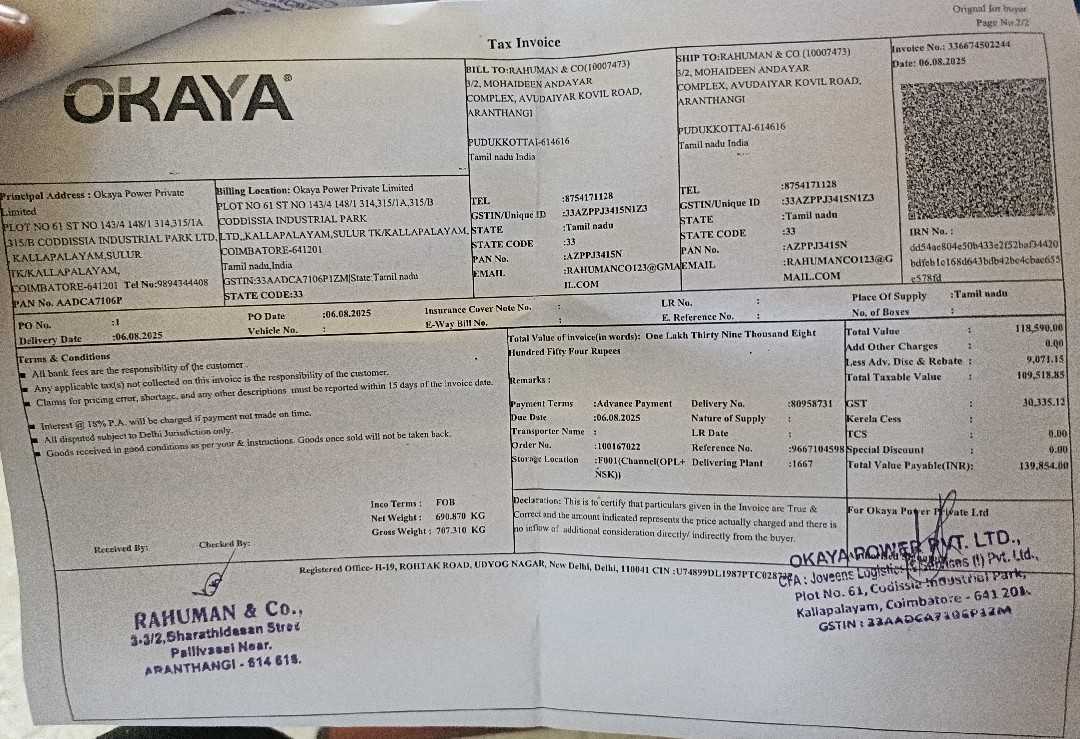 Orignal for buyer
Page No:2/2
Tax Invoice
OKAYA®
BILL TO:RAHUMAN & CO(10007473)
3/2, MOHAIDEEN ANDAYAR
COMPLEX, AVUDAIYAR KOVIL ROAD,
ARANTHANGI
PUDUKKOTTAI-614616
Tamil nadu India
TEL :8754171128
GSTIN/Unique ID :33AZPPJ3415N1Z3
STATE :Tamil nadu
STATE CODE :33
PAN No. :AZPPJ3415N
EMAIL :RAHUMANCO123@GMA
IL.COM
SHIP TO:RAHUMAN & CO (10007473)
3/2, MOHAIDEEN ANDAYAR
COMPLEX, AVUDAIYAR KOVIL ROAD,
ARANTHANGI
PUDUKKOTTAI-614616
Tamil nadu India
TEL :8754171128
GSTIN/Unique ID :33AZPPJ3415N1Z3
STATE :Tamil nadu
STATE CODE :33
PAN No. :AZPPJ3415N
EMAIL :RAHUMANCO123@G
MAIL.COM
Invoice No.: 336674502244
Date: 06.08.2025
IRN No. :
dd54ae804e50b433e2f52baf34420
bdfeb1e168d643bdb42be4cbae655
e578fd
Principal Address : Okaya Power Private
Limited
PLOT NO 61 ST NO 143/4 148/1 314,315/1A
,315/B CODDISSIA INDUSTRIAL PARK LTD,
, KALLAPALAYAM,SULUR
TK/KALLAPALAYAM,
COIMBATORE-641201 Tel No:9894344408
PAN No. AADCA7106P
Billing Location: Okaya Power Private Limited
PLOT NO 61 ST NO 143/4 148/1 314,315/1A,315/B
CODDISSIA INDUSTRIAL PARK
LTD,,KALLAPALAYAM,SULUR TK/KALLAPALAYAM,
COIMBATORE-641201
Tamil nadu,India
GSTIN:33AADCA7106P1ZM|State:Tamil nadu
STATE CODE:33
PO No. :1
Delivery Date :06.08.2025
PO Date :06.08.2025
Vehicle No. :
Insurance Cover Note No. :
E-Way Bill No. :
LR No. :
E. Reference No. :
Place Of Supply :Tamil nadu
No. of Boxes :
Terms & Conditions
■ All bank fees are the responsibility of the customer .
■ Any applicable tax(s) not collected on this invoice is the responsibility of the customer.
■ Claims for pricing error, shortage, and any other descriptions must be reported within 15 days of the invoice date.
■ Interest @ 18% P.A. will be charged if payment not made on time.
■ All disputed subject to Delhi Jurisdiction only.
■ Goods received in good conditions as per your & instructions. Goods once sold will not be taken back.
Inco Terms : FOB
Net Weight : 690.870 KG
Gross Weight : 707.310 KG
Total Value of invoice(in words): One Lakh Thirty Nine Thousand Eight
Hundred Fifty Four Rupees
Remarks :
Payment Terms :Advance Payment
Due Date :06.08.2025
Transporter Name :
Order No. :100167022
Storage Location :F001(Channel(OPL+
NSK))
Delivery No. :80958731
Nature of Supply :
LR Date :
Reference No. :9667104598
Delivering Plant :1667
Total Value : 118,590.00
Add Other Charges : 0.00
Less Adv. Disc & Rebate : 9,071.15
Total Taxable Value : 109,518.85
GST : 30,335.12
Kerela Cess :
TCS : 0.00
Special Discount : 0.00
Total Value Payable(INR): 139,854.00
Declaration: This is to certify that particulars given in the Invoice are True &
Correct and the amount indicated represents the price actually charged and there is
no inflow of additional consideration directly/ indirectly from the buyer.
For Okaya Power Private Ltd
Received By: Checked By:
Registered Office- H-19, ROHTAK ROAD, UDYOG NAGAR, New Delhi, Delhi, 110041 CIN :U74899DL1987PTC
RAHUMAN & Co.,
3-3/2,Sharathidasan Street
Pallivasal Near,
ARANTHANGI - 614 616.
OKAYA POWER PVT. LTD.,
CFA : Joveens Logistics Solutions (I) Pvt. Ltd.,
Plot No. 61, Codissia Industrial Park,
Kallapalayam, Coimbatore - 641 201.
GSTIN : 33AADCA7106P1ZM